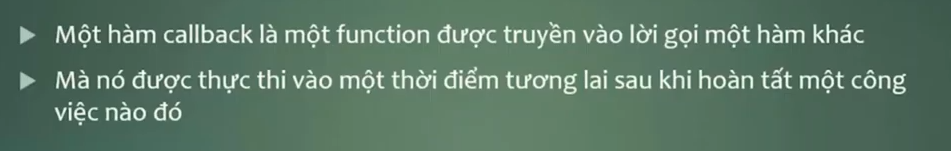 Một hàm callback là một function được truyền vào lời gọi một hàm khác
Mà nó được thực thi vào một thời điểm tương lai sau khi hoàn tất một công
việc nào đó